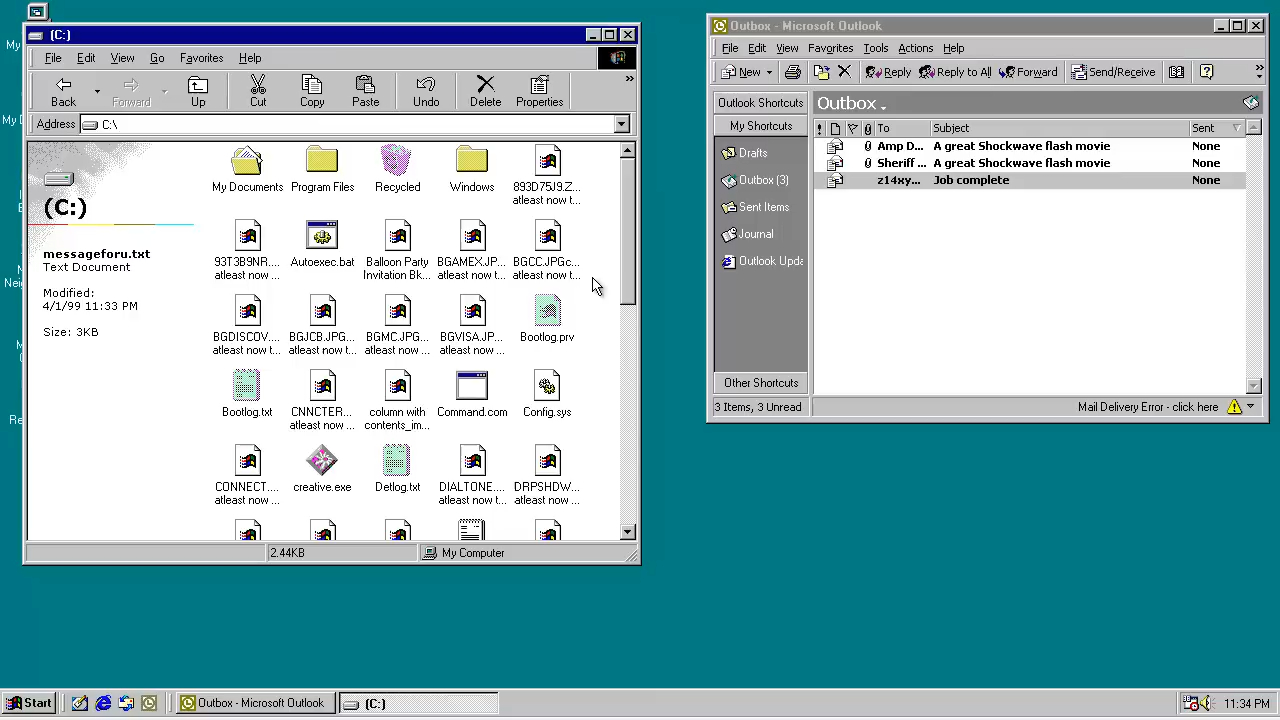 (C:)
File Edit View Go Favorites Help
Back Forward Up Cut Copy Paste Undo Delete Properties
Address C:\
(C:)
messageforu.txt
Text Document
Modified:
4/1/99 11:33 PM
Size: 3KB
My Documents Program Files Recycled Windows 893D75J9.Z...
atleast now t...
93T3B9NR... Autoexec.bat Balloon Party BGAMEX.JP... BGCC.JPGc...
atleast now ... Invitation Bk... atleast now t... atleast now t...
BGDISCOV... BGJCB.JPG... BGMC.JPG... BGVISA.JP... Bootlog.prv
atleast now t... atleast now t... atleast now t... atleast now t...
Bootlog.txt CNNCTER... column with Command.com Config.sys
atleast now ... contents_im...
CONNECT.... creative.exe Detlog.txt DIALTONE... DRPSHDW...
atleast now ... atleast now t... atleast now t...
2.44KB My Computer
Outbox - Microsoft Outlook
File Edit View Favorites Tools Actions Help
New Reply Reply to All Forward Send/Receive
Outlook Shortcuts
My Shortcuts
Drafts
Outbox (3)
Sent Items
Journal
Outlook Upda
Other Shortcuts
Outbox
To Subject Sent
Amp D... A great Shockwave flash movie None
Sheriff ... A great Shockwave flash movie None
z14xy... Job complete None
3 Items, 3 Unread Mail Delivery Error - click here
Start Outbox - Microsoft Outlook (C:) 11:34 PM